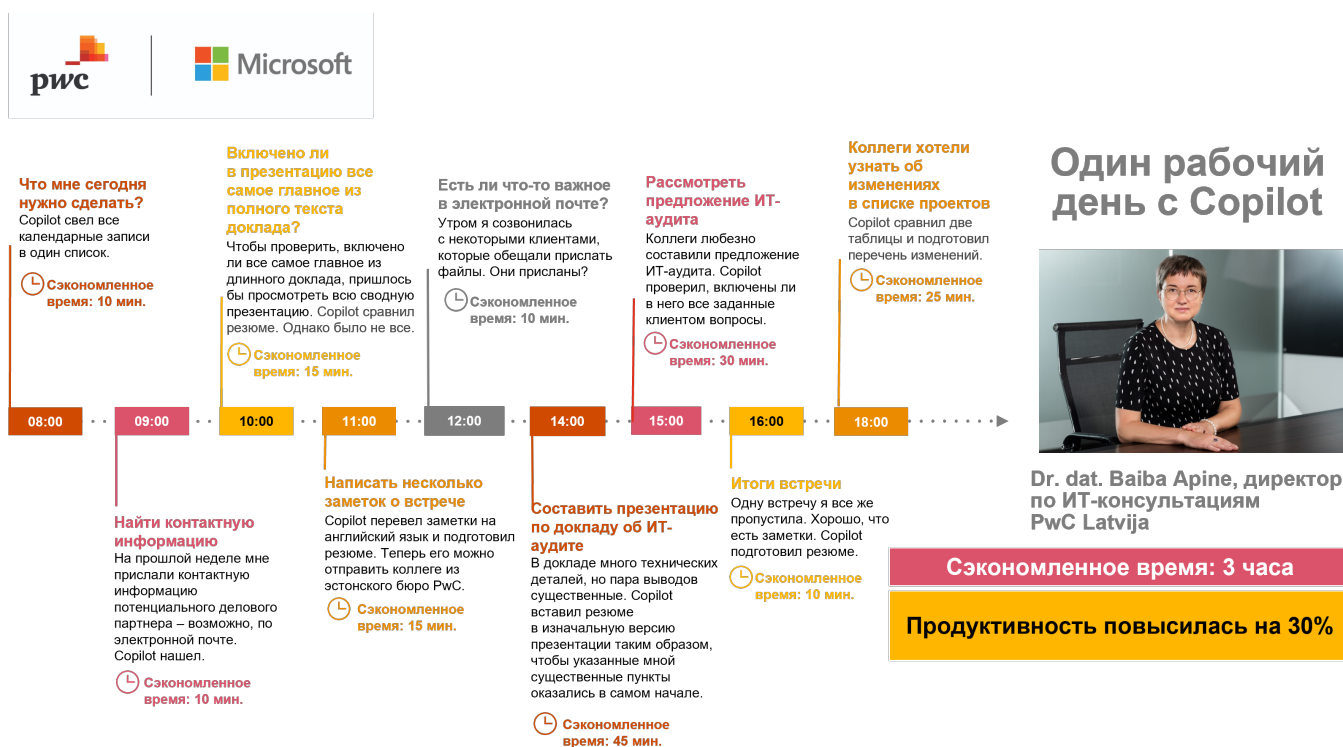 pwc
Microsoft
Один рабочий
день с Copilot
Что мне сегодня
нужно сделать?
Copilot свел все
календарные записи
в один список.
Сэкономленное
время: 10 мин.
Включено ли
в презентацию все
самое главное из
полного текста
доклада?
Чтобы проверить, включено
ли все самое главное из
длинного доклада, пришлось
бы просмотреть всю сводную
презентацию. Copilot сравнил
резюме. Однако было не все.
Сэкономленное
время: 15 мин.
Есть ли что-то важное
в электронной почте?
Утром я созвонилась
с некоторыми клиентами,
которые обещали прислать
файлы. Они присланы?
Сэкономленное
время: 10 мин.
Рассмотреть
предложение ИТ-
аудита
Коллеги любезно
составили предложение
ИТ-аудита. Copilot
проверил, включены ли
в него все заданные
клиентом вопросы.
Сэкономленное
время: 30 мин.
Коллеги хотели
узнать об
изменениях
в списке проектов
Copilot сравнил две
таблицы и подготовил
перечень изменений.
Сэкономленное
время: 25 мин.
08:00
09:00
10:00
11:00
12:00
14:00
15:00
16:00
18:00
Найти контактную
информацию
На прошлой неделе мне
прислали контактную
информацию
потенциального делового
партнера – возможно, по
электронной почте.
Copilot нашел.
Сэкономленное
время: 10 мин.
Написать несколько
заметок о встрече
Copilot перевел заметки на
английский язык и подготовил
резюме. Теперь его можно
отправить коллеге из
эстонского бюро PwC.
Сэкономленное
время: 15 мин.
Составить презентацию
по докладу об ИТ-
аудите
В докладе много технических
деталей, но пара выводов
существенные. Copilot
вставил резюме
в изначальную версию
презентации таким образом,
чтобы указанные мной
существенные пункты
оказались в самом начале.
Сэкономленное
время: 45 мин.
Итоги встречи
Одну встречу я все же
пропустила. Хорошо, что
есть заметки. Copilot
подготовил резюме.
Сэкономленное
время: 10 мин.
Dr. dat. Baiba Apine, директор
по ИТ-консультациям
PwC Latvija
Сэкономленное время: 3 часа
Продуктивность повысилась на 30%